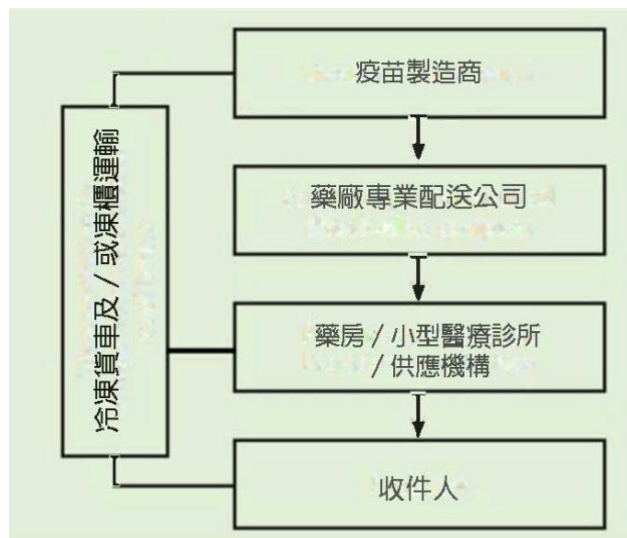 疫苗製造商
冷凍貨車及 / 或凍櫃運輸
藥廠專業配送公司
藥房 / 小型醫療診所
/ 供應機構
收件人